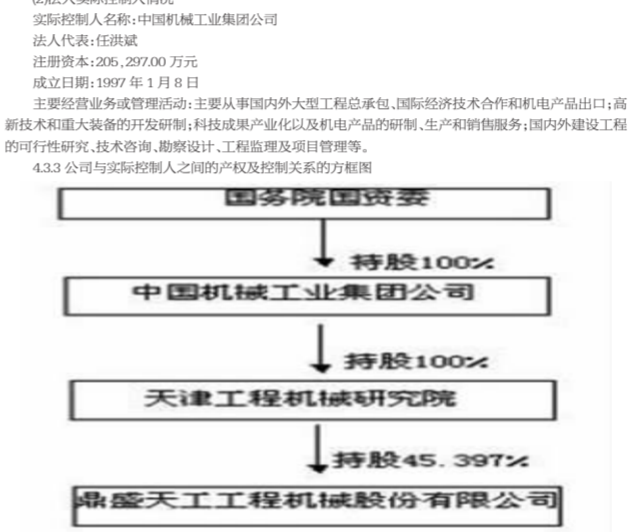 (2)法人实际控制人情况
实际控制人名称:中国机械工业集团公司
法人代表:任洪斌
注册资本:205,297.00 万元
成立日期:1997 年 1 月 8 日
主要经营业务或管理活动:主要从事国内外大型工程总承包、国际经济技术合作和机电产品出口;高
新技术和重大装备的开发研制;科技成果产业化以及机电产品的研制、生产和销售服务;国内外建设工程
的可行性研究、技术咨询、勘察设计、工程监理及项目管理等。
4.3.3 公司与实际控制人之间的产权及控制关系的方框图
国务院国资委
持股100%
中国机械工业集团公司
持股100%
天津工程机械研究院
持股45.397%
鼎盛天工工程机械股份有限公司